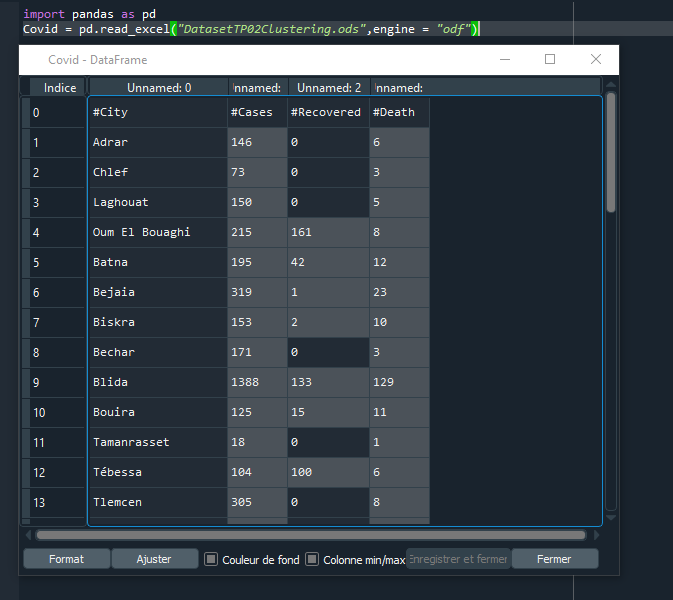 import pandas as pd
Covid = pd.read_excel("DatasetTP02Clustering.ods",engine = "odf")
Covid - DataFrame
Indice Unnamed: 0 Unnamed: Unnamed: 2 Unnamed:
0 #City #Cases #Recovered #Death
1 Adrar 146 0 6
2 Chlef 73 0 3
3 Laghouat 150 0 5
4 Oum El Bouaghi 215 161 8
5 Batna 195 42 12
6 Bejaia 319 1 23
7 Biskra 153 2 10
8 Bechar 171 0 3
9 Blida 1388 133 129
10 Bouira 125 15 11
11 Tamanrasset 18 0 1
12 Tébessa 104 100 6
13 Tlemcen 305 0 8
Format Ajuster Couleur de fond Colonne min/max Enregistrer et fermer Fermer